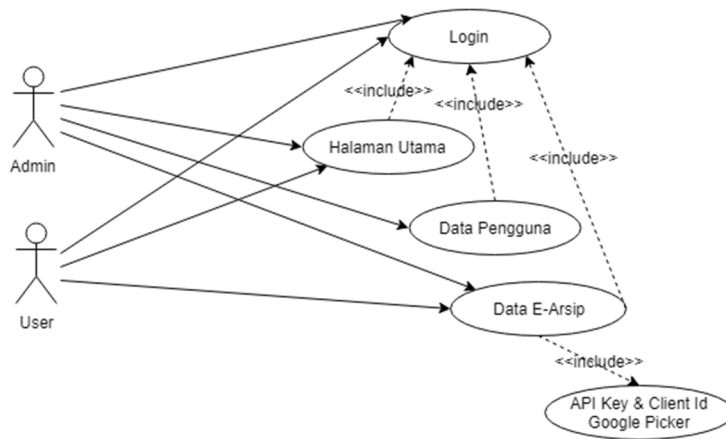 Login
<<include>>
<<include>>
Admin
Halaman Utama
<<include>>
Data Pengguna
User
Data E-Arsip
<<include>>
API Key & Client Id
Google Picker